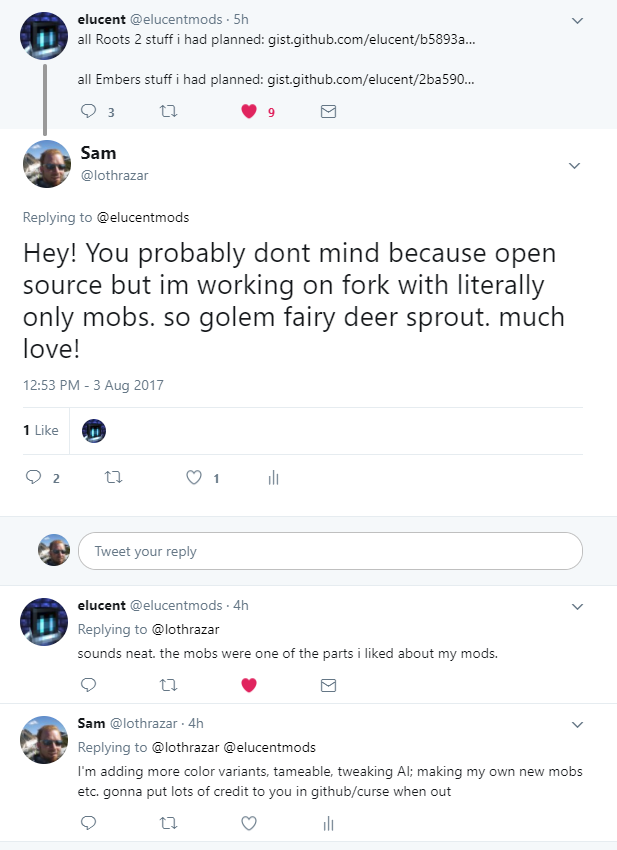 elucent @elucentmods · 5h
all Roots 2 stuff i had planned: gist.github.com/elucent/b5893a...
all Embers stuff i had planned: gist.github.com/elucent/2ba590...
3 9
Sam
@lothrazar
Replying to @elucentmods
Hey! You probably dont mind because open
source but im working on fork with literally
only mobs. so golem fairy deer sprout. much
love!
12:53 PM - 3 Aug 2017
1 Like
2 1
Tweet your reply
elucent @elucentmods · 4h
Replying to @lothrazar
sounds neat. the mobs were one of the parts i liked about my mods.
Sam @lothrazar · 4h
Replying to @lothrazar @elucentmods
I'm adding more color variants, tameable, tweaking AI; making my own new mobs
etc. gonna put lots of credit to you in github/curse when out